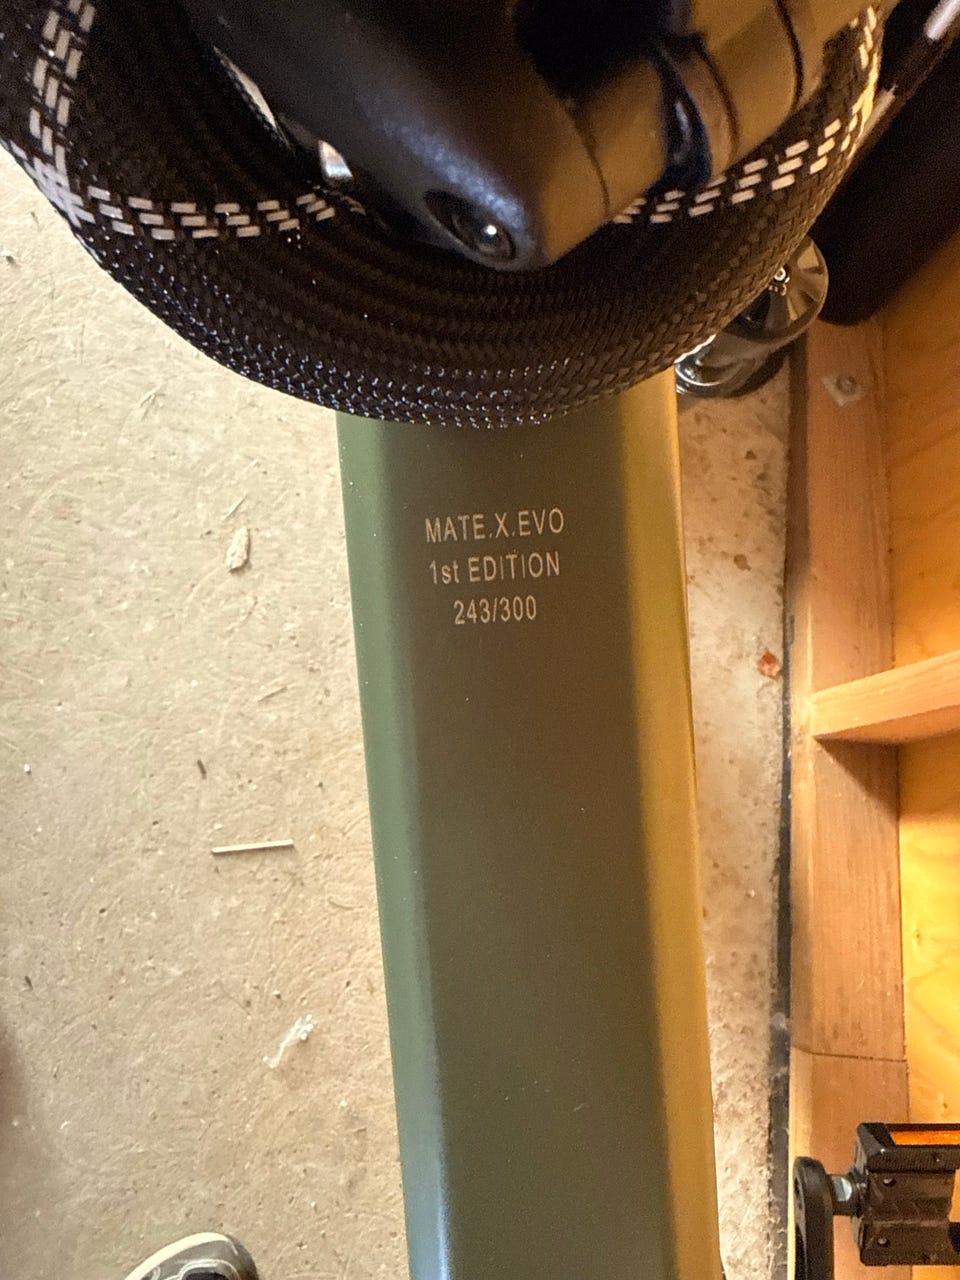 MATE.X.EVO
1st EDITION
243/300